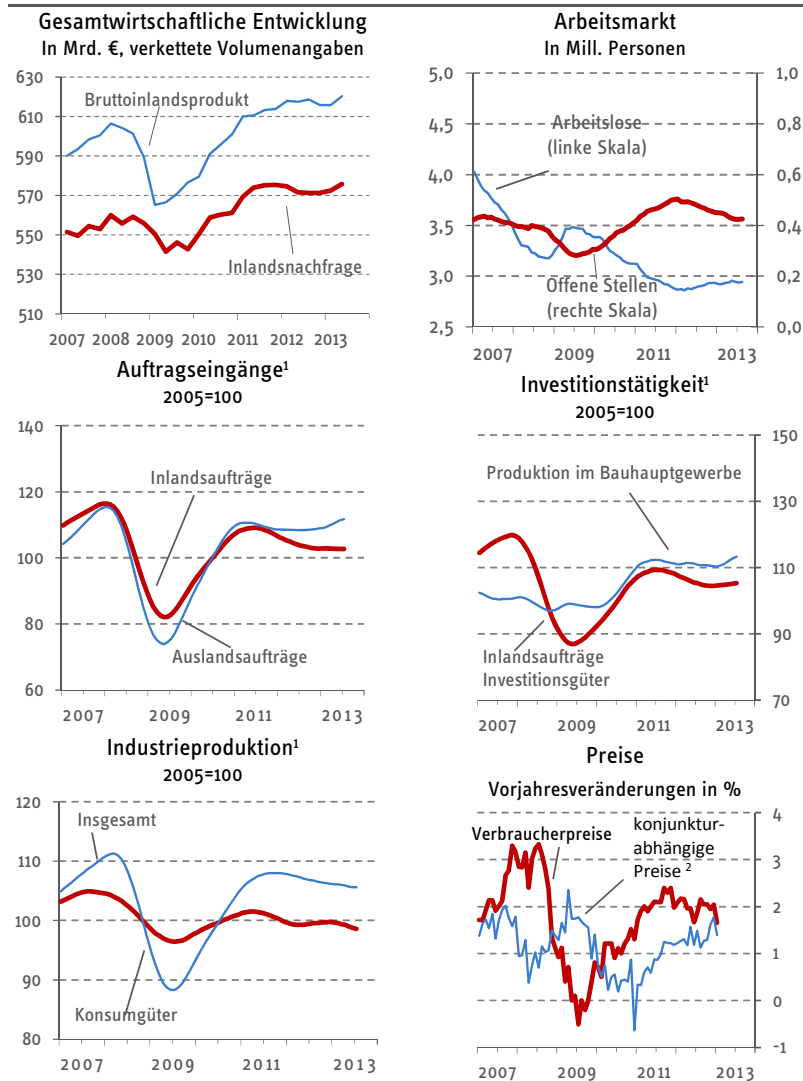 Gesamtwirtschaftliche Entwicklung
In Mrd. €, verkettete Volumenangaben
630
610
590
570
550
530
510
Bruttoinlandsprodukt
Inlandsnachfrage
2007 2008 2009 2010 2011 2012 2013
Arbeitsmarkt
In Mill. Personen
5,0
4,5
4,0
3,5
3,0
2,5
1,0
0,8
0,6
0,4
0,2
0,0
Arbeitslose
(linke Skala)
Offene Stellen
(rechte Skala)
2007 2009 2011 2013
Auftragseingänge¹
2005=100
140
120
100
80
60
Inlandsaufträge
Auslandsaufträge
2007 2009 2011 2013
Investitionstätigkeit¹
2005=100
150
130
110
90
70
Produktion im Bauhauptgewerbe
Inlandsaufträge
Investitionsgüter
2007 2009 2011 2013
Industrieproduktion¹
2005=100
120
110
100
90
80
Insgesamt
Konsumgüter
2007 2009 2011 2013
Preise
Vorjahresveränderungen in %
4
3
2
1
0
-1
Verbraucherpreise
konjunktur-
abhängige
Preise ²
2007 2009 2011 2013